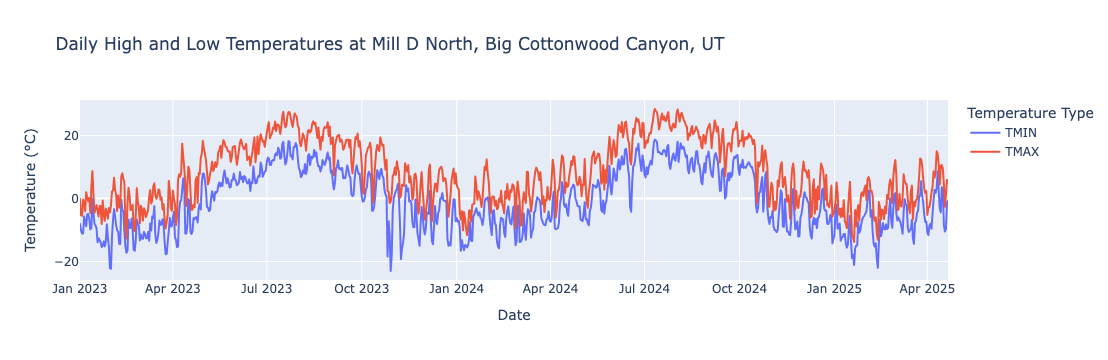 Daily High and Low Temperatures at Mill D North, Big Cottonwood Canyon, UT
Temperature (°C)
20
0
−20
Jan 2023 Apr 2023 Jul 2023 Oct 2023 Jan 2024 Apr 2024 Jul 2024 Oct 2024 Jan 2025 Apr 2025
Date
Temperature Type
TMIN
TMAX